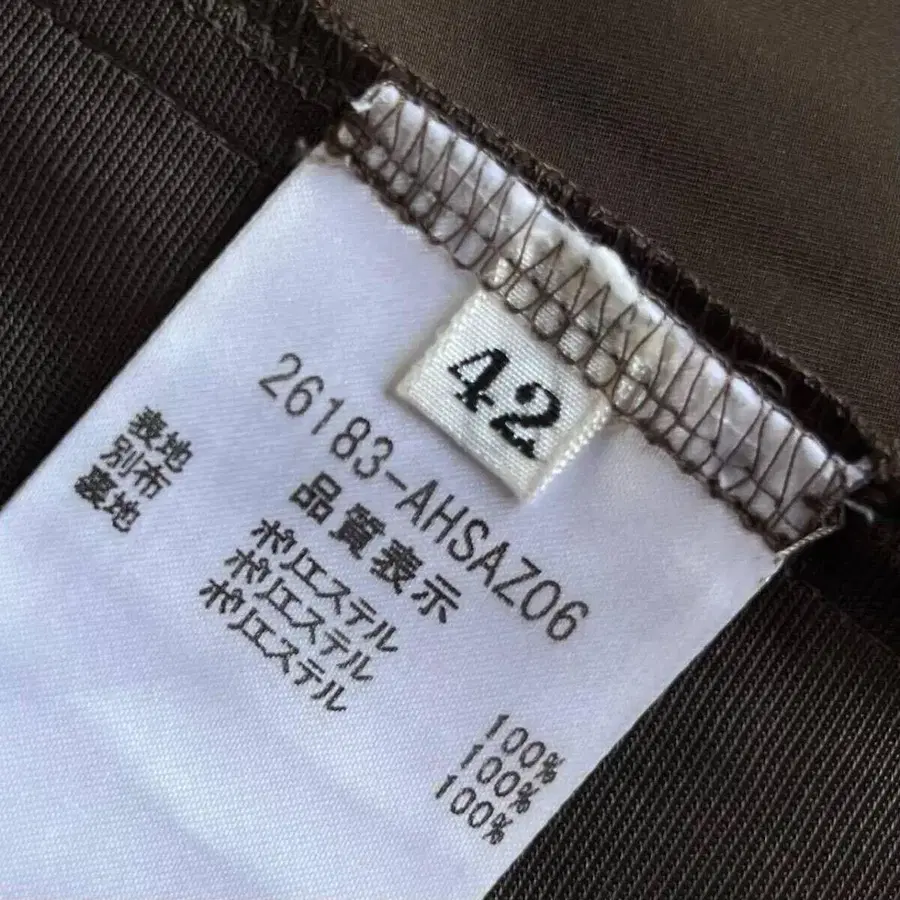 42
26183-AHSAZ06
品質表示
表地 ポリエステル 100%
別布 ポリエステル 100%
裏地 ポリエステル 100%